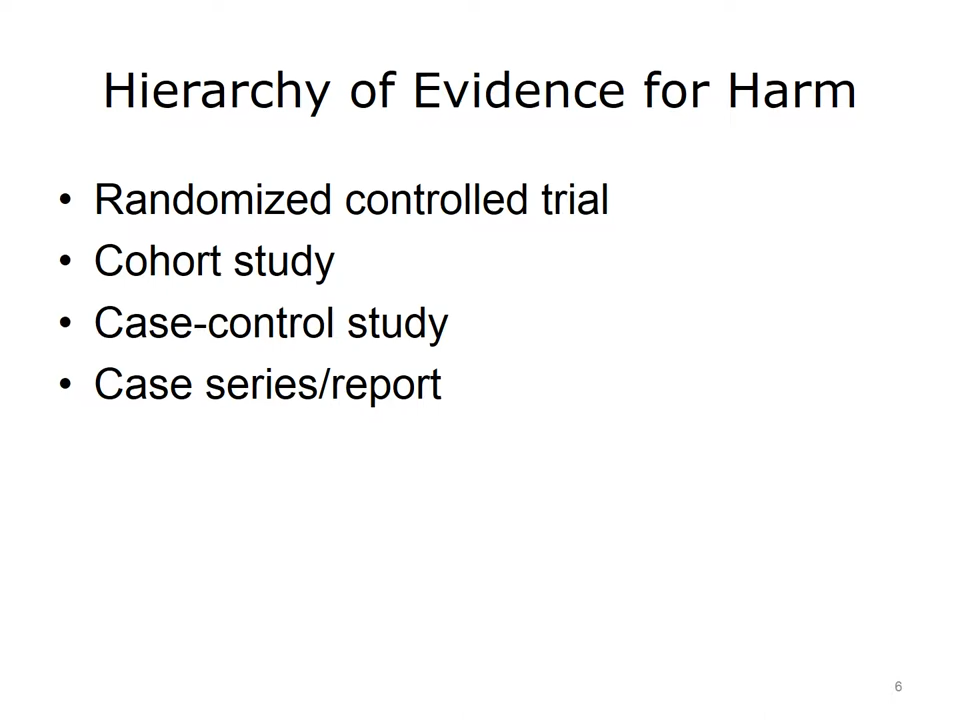 Hierarchy of Evidence for Harm
• Randomized controlled trial
• Cohort study
• Case-control study
• Case series/report
6